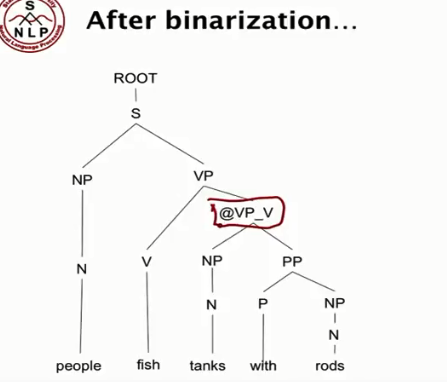 S
NLP
After binarization...
ROOT
S
NP VP
@VP_V
N V NP PP
N P NP
N
people fish tanks with rods